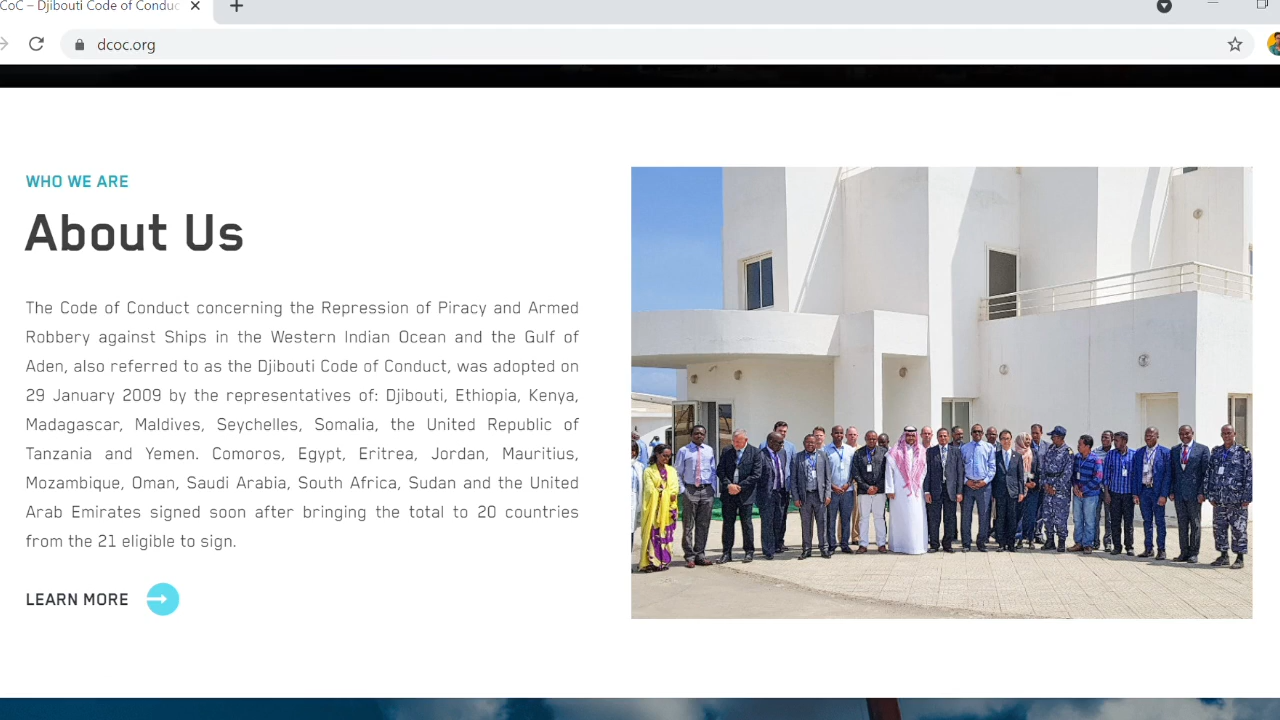 CoC – Djibouti Code of Conduc
dcoc.org
WHO WE ARE
About Us
The Code of Conduct concerning the Repression of Piracy and Armed
Robbery against Ships in the Western Indian Ocean and the Gulf of
Aden, also referred to as the Djibouti Code of Conduct, was adopted on
29 January 2009 by the representatives of: Djibouti, Ethiopia, Kenya,
Madagascar, Maldives, Seychelles, Somalia, the United Republic of
Tanzania and Yemen. Comoros, Egypt, Eritrea, Jordan, Mauritius,
Mozambique, Oman, Saudi Arabia, South Africa, Sudan and the United
Arab Emirates signed soon after bringing the total to 20 countries
from the 21 eligible to sign.
LEARN MORE